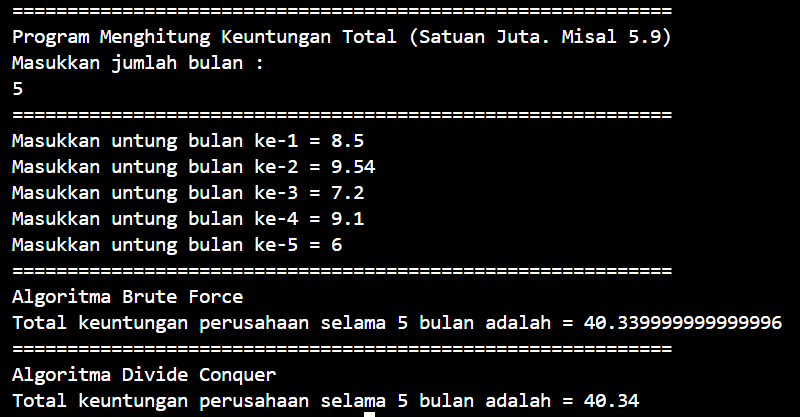 ============================================================
Program Menghitung Keuntungan Total (Satuan Juta. Misal 5.9)
Masukkan jumlah bulan :
5
============================================================
Masukkan untung bulan ke-1 = 8.5
Masukkan untung bulan ke-2 = 9.54
Masukkan untung bulan ke-3 = 7.2
Masukkan untung bulan ke-4 = 9.1
Masukkan untung bulan ke-5 = 6
============================================================
Algoritma Brute Force
Total keuntungan perusahaan selama 5 bulan adalah = 40.339999999999996
============================================================
Algoritma Divide Conquer
Total keuntungan perusahaan selama 5 bulan adalah = 40.34